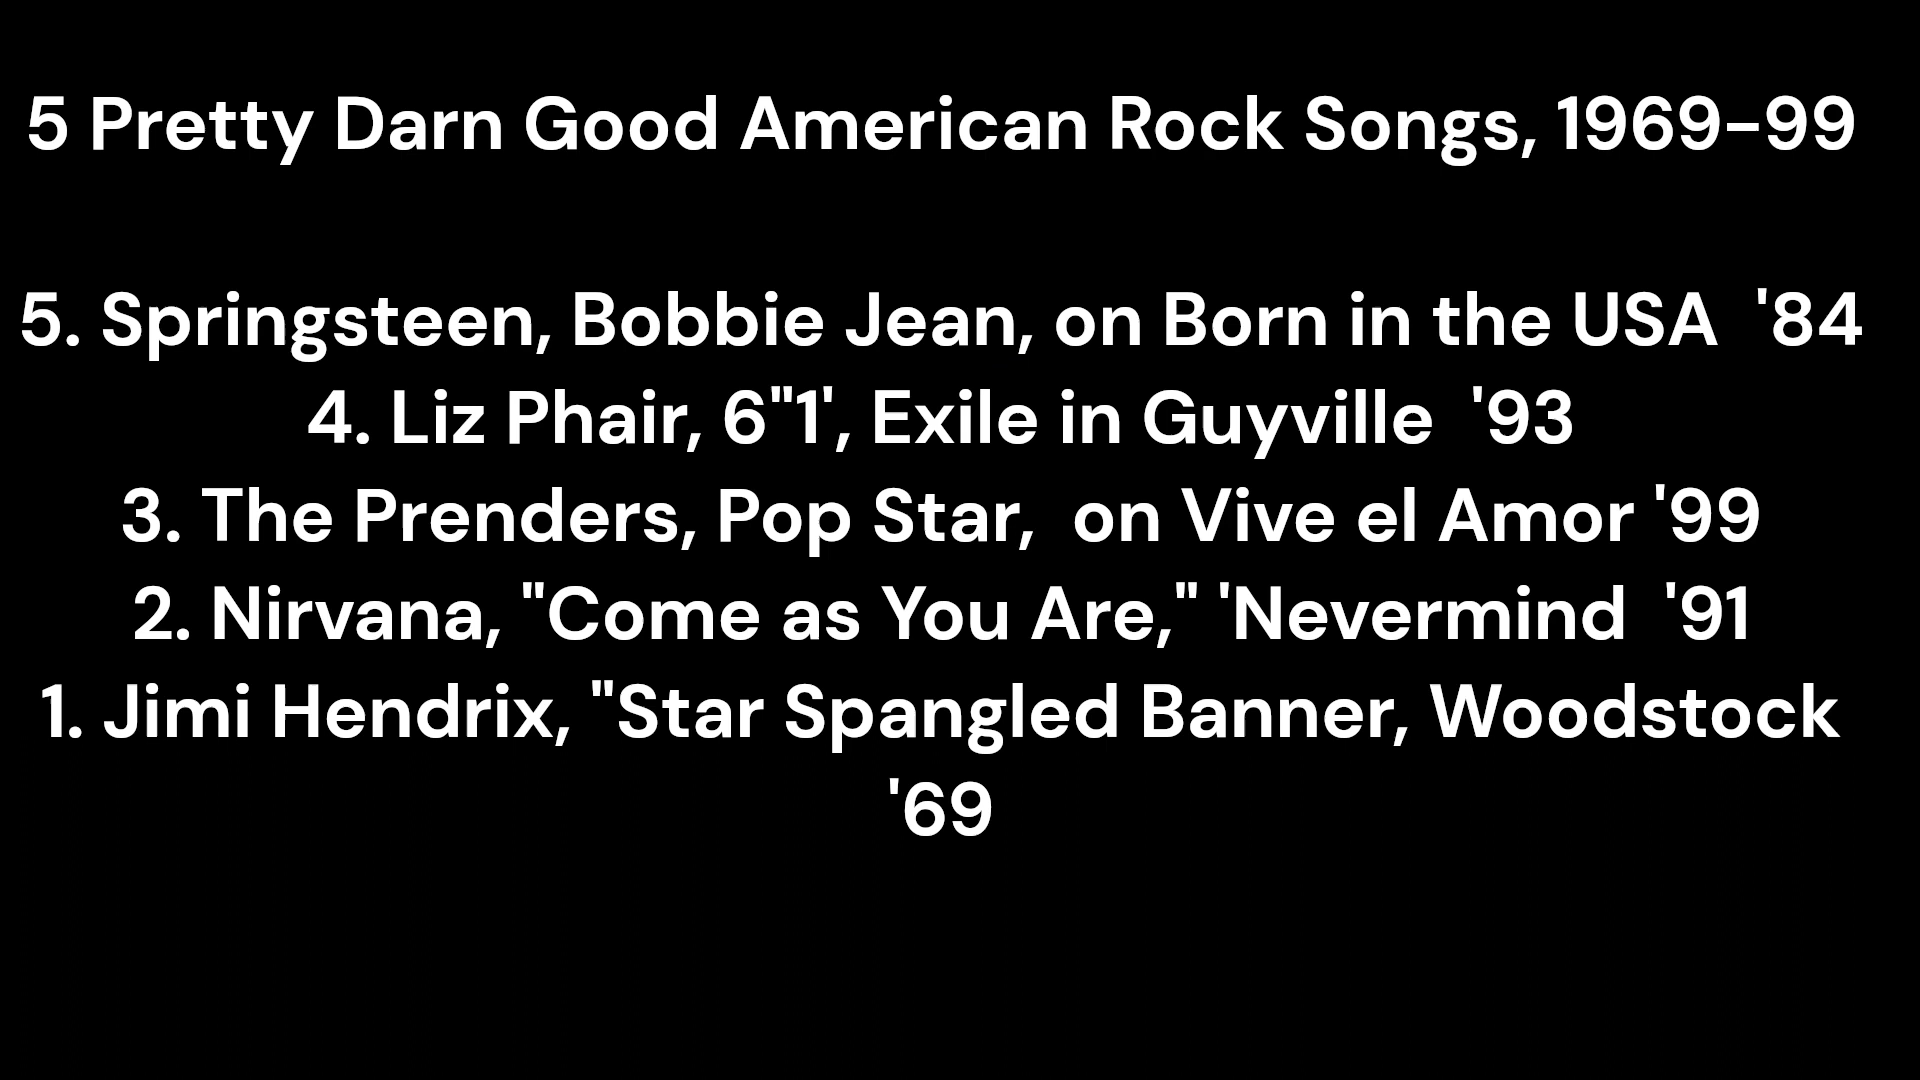 5 Pretty Darn Good American Rock Songs, 1969-99
5. Springsteen, Bobbie Jean, on Born in the USA  '84
4. Liz Phair, 6"1', Exile in Guyville  '93
3. The Prenders, Pop Star,  on Vive el Amor '99
2. Nirvana, "Come as You Are," 'Nevermind  '91
1. Jimi Hendrix, "Star Spangled Banner, Woodstock
'69